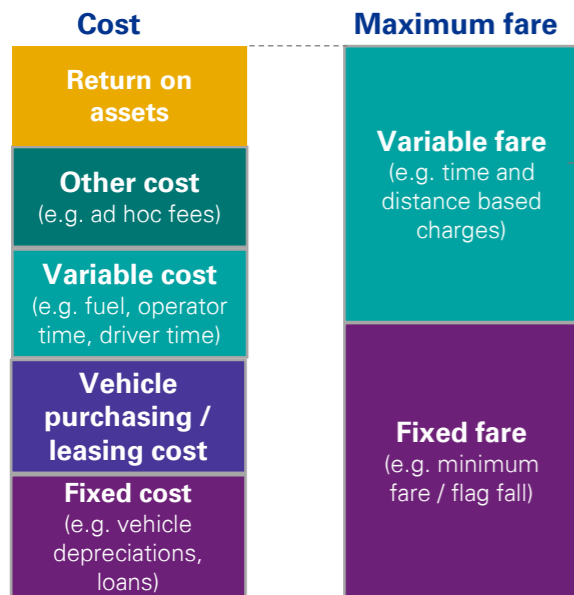 Cost
Return on
assets
Other cost
(e.g. ad hoc fees)
Variable cost
(e.g. fuel, operator
time, driver time)
Vehicle
purchasing /
leasing cost
Fixed cost
(e.g. vehicle
depreciations,
loans)
Maximum fare
Variable fare
(e.g. time and
distance based
charges)
Fixed fare
(e.g. minimum
fare / flag fall)